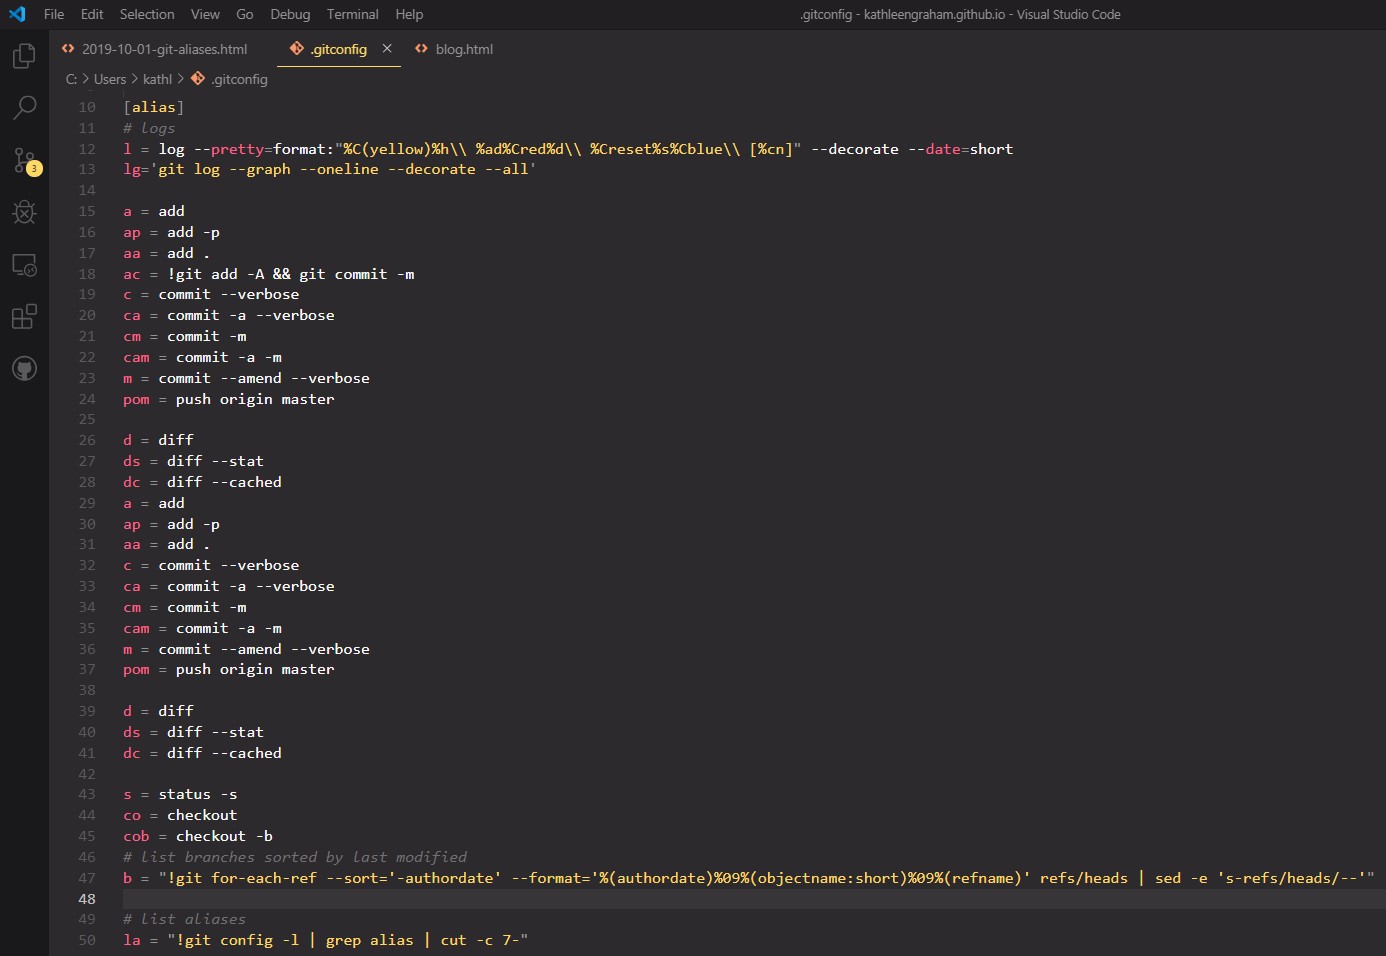 File Edit Selection View Go Debug Terminal Help .gitconfig - kathleengraham.github.io - Visual Studio Code
2019-10-01-git-aliases.html .gitconfig blog.html
C: > Users > kathl > .gitconfig
3
10 [alias]
11 # logs
12 l = log --pretty=format:"%C(yellow)%h\\ %ad%Cred%d\\ %Creset%s%Cblue\\ [%cn]" --decorate --date=short
13 lg='git log --graph --oneline --decorate --all'
14
15 a = add
16 ap = add -p
17 aa = add .
18 ac = !git add -A && git commit -m
19 c = commit --verbose
20 ca = commit -a --verbose
21 cm = commit -m
22 cam = commit -a -m
23 m = commit --amend --verbose
24 pom = push origin master
25
26 d = diff
27 ds = diff --stat
28 dc = diff --cached
29 a = add
30 ap = add -p
31 aa = add .
32 c = commit --verbose
33 ca = commit -a --verbose
34 cm = commit -m
35 cam = commit -a -m
36 m = commit --amend --verbose
37 pom = push origin master
38
39 d = diff
40 ds = diff --stat
41 dc = diff --cached
42
43 s = status -s
44 co = checkout
45 cob = checkout -b
46 # list branches sorted by last modified
47 b = "!git for-each-ref --sort='-authordate' --format='%(authordate)%09%(objectname:short)%09%(refname)' refs/heads | sed -e 's-refs/heads/--'"
48
49 # list aliases
50 la = "!git config -l | grep alias | cut -c 7-"